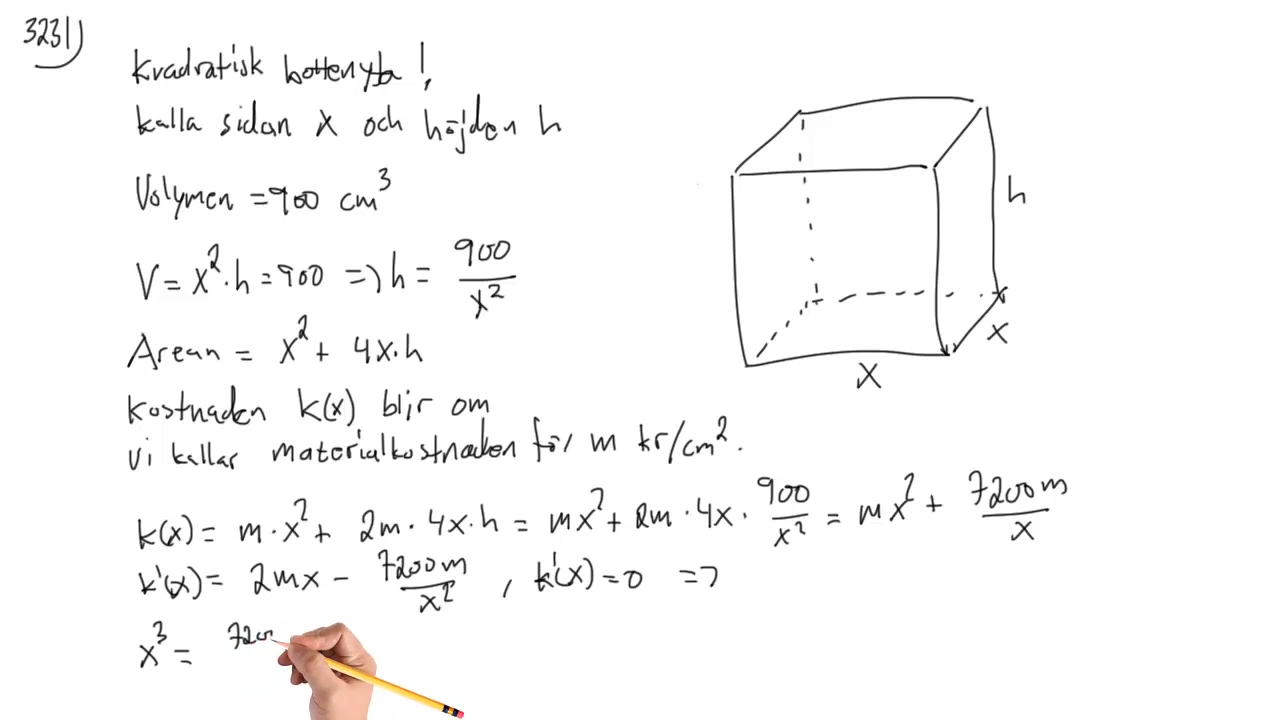 3231)
Kvadratisk bottenyta!
kalla sidan x och höjden h
Volymen = 900 cm³
V = x²·h = 900 => h = 900/x²
Arean = x² + 4x·h
kostnaden k(x) blir om
vi kallar materialkostnaden för m kr/cm².
k(x) = m·x² + 2m·4x·h = mx² + 2m·4x·900/x² = mx² + 7200m/x
k'(x) = 2mx - 7200m/x², k'(x) = 0 =>
x³ = 7200
h
x
x